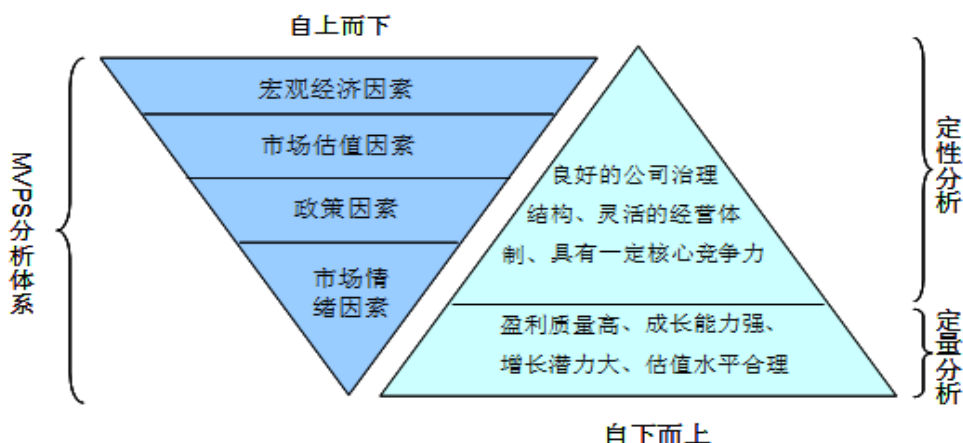 自上而下
宏观经济因素
市场估值因素
政策因素
市场情
绪因素
MVPS分析体系
良好的公司治理
结构、灵活的经营体
制、具有一定核心竞争力
盈利质量高、成长能力强、
增长潜力大、估值水平合理
定性分析
定量分析
自下而上